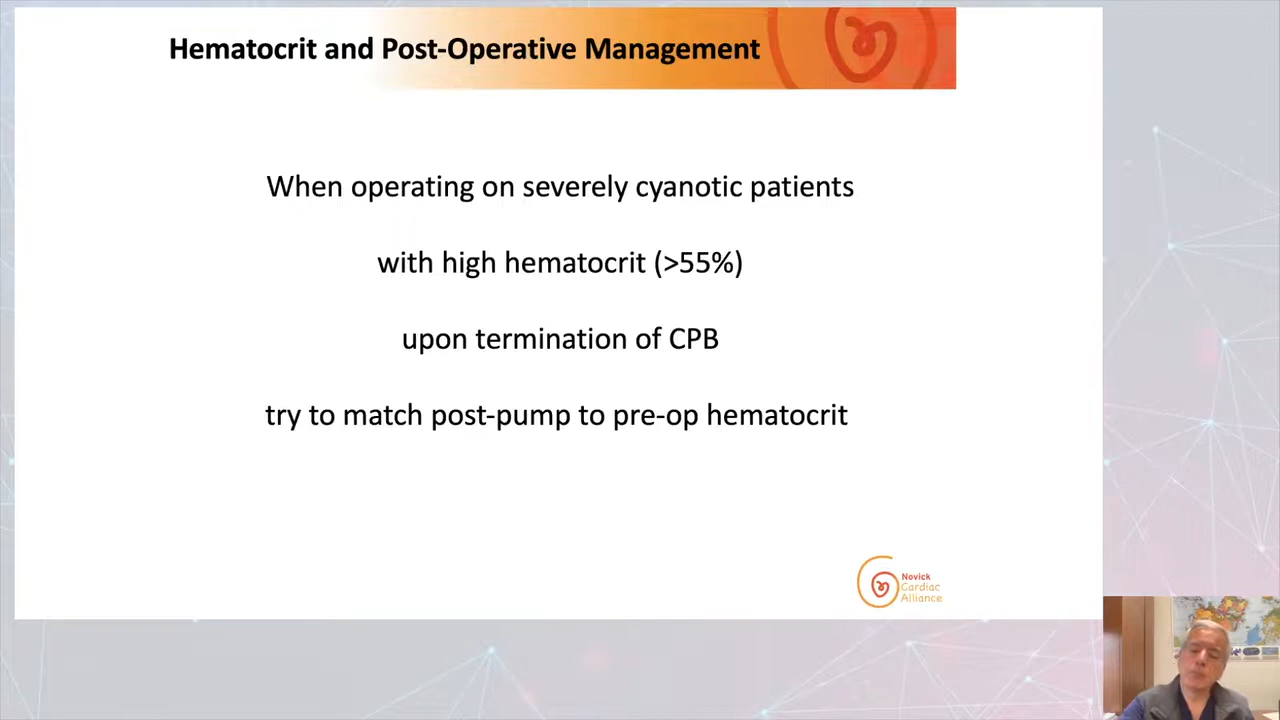 Hematocrit and Post-Operative Management
When operating on severely cyanotic patients
with high hematocrit (>55%)
upon termination of CPB
try to match post-pump to pre-op hematocrit
Novick
Cardiac
Alliance